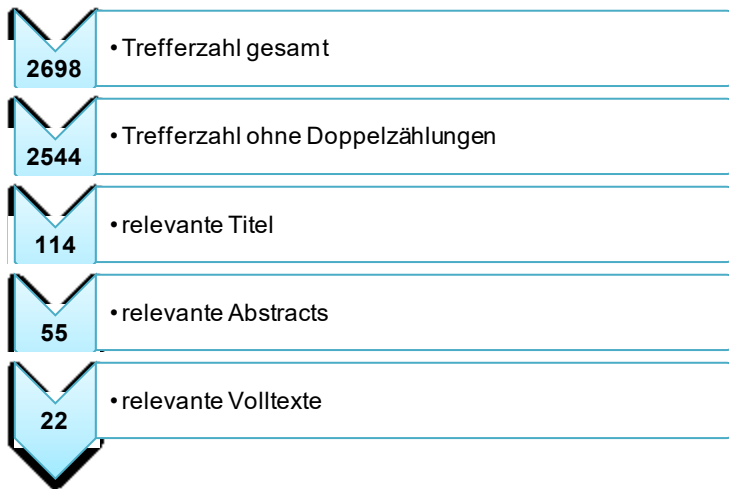 2698
• Trefferzahl gesamt
2544
• Trefferzahl ohne Doppelzählungen
114
• relevante Titel
55
• relevante Abstracts
22
• relevante Volltexte